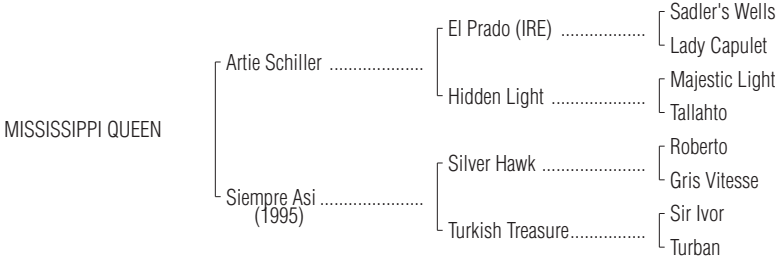 Sadler's Wells
El Prado (IRE) ...................
Lady Capulet
Artie Schiller .....................
Majestic Light
Hidden Light .....................
Tallahto
MISSISSIPPI QUEEN
Roberto
Silver Hawk .......................
Gris Vitesse
Siempre Asi .......................
(1995)
Sir Ivor
Turkish Treasure.................
Turban